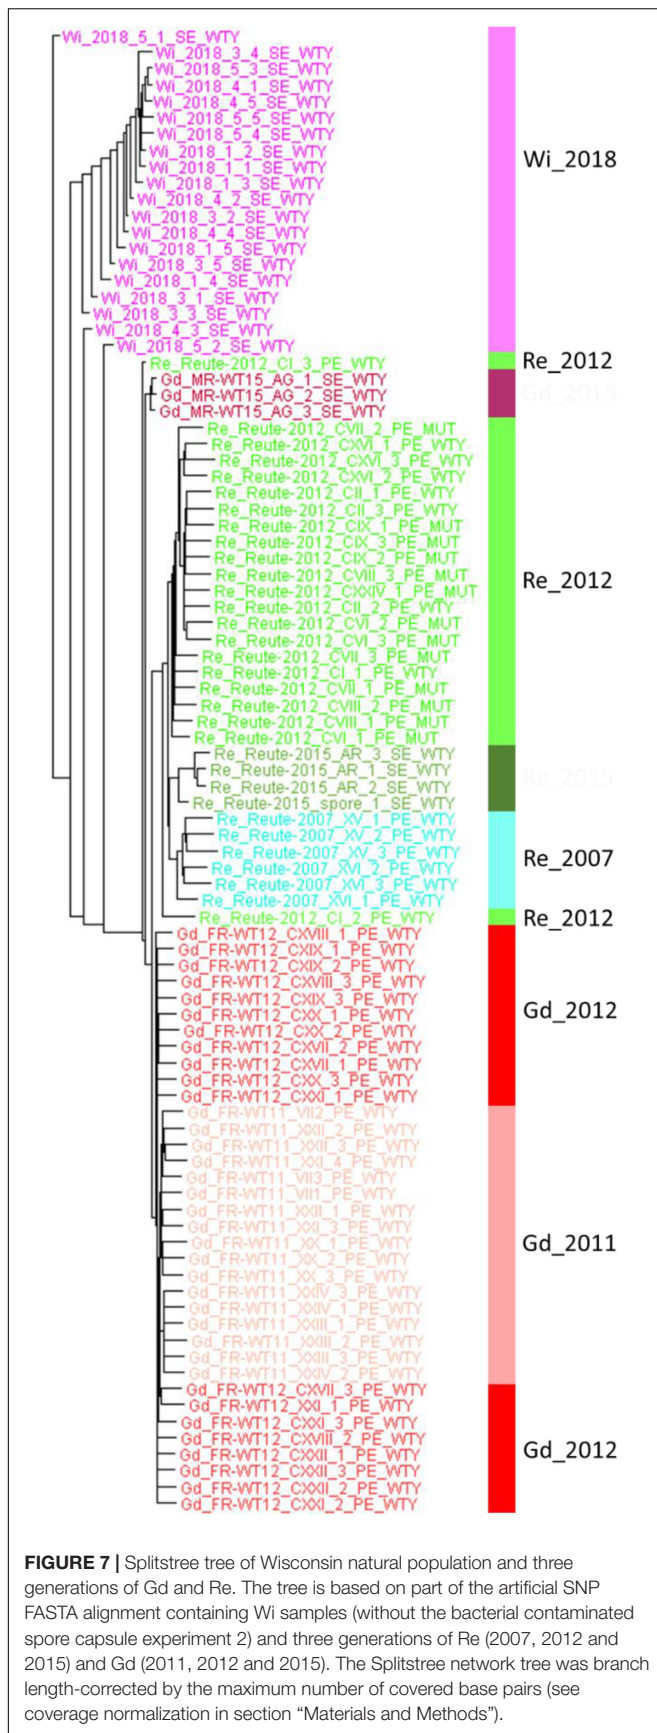 Wi_2018_5_1_SE_WTY
Wi_2018_3_4_SE_WTY
Wi_2018_5_3_SE_WTY
Wi_2018_4_1_SE_WTY
Wi_2018_4_5_SE_WTY
Wi_2018_5_5_SE_WTY
Wi_2018_5_4_SE_WTY
Wi_2018_1_2_SE_WTY
Wi_2018_1_1_SE_WTY
Wi_2018_1_3_SE_WTY
Wi_2018_4_2_SE_WTY
Wi_2018_3_2_SE_WTY
Wi_2018_4_4_SE_WTY
Wi_2018_1_5_SE_WTY
Wi_2018_3_5_SE_WTY
Wi_2018_1_4_SE_WTY
Wi_2018_3_1_SE_WTY
Wi_2018_3_3_SE_WTY
Wi_2018_4_3_SE_WTY
Wi_2018_5_2_SE_WTY
Wi_2018
Re_Reute-2012_CI_3_PE_WTY
Re_2012
Gd_MR-WT15_AG_1_SE_WTY
Gd_MR-WT15_AG_2_SE_WTY
Gd_MR-WT15_AG_3_SE_WTY
Gd_2015
Re_Reute-2012_CVII_2_PE_MUT
Re_Reute-2012_CXVI_1_PE_WTY
Re_Reute-2012_CXVI_3_PE_WTY
Re_Reute-2012_CXVI_2_PE_WTY
Re_Reute-2012_CII_1_PE_WTY
Re_Reute-2012_CII_3_PE_WTY
Re_Reute-2012_CIX_1_PE_MUT
Re_Reute-2012_CIX_3_PE_MUT
Re_Reute-2012_CIX_2_PE_MUT
Re_Reute-2012_CVIII_3_PE_MUT
Re_Reute-2012_CXXIV_1_PE_MUT
Re_Reute-2012_CII_2_PE_WTY
Re_Reute-2012_CVI_2_PE_MUT
Re_Reute-2012_CVI_3_PE_MUT
Re_Reute-2012_CVII_3_PE_MUT
Re_Reute-2012_CI_1_PE_WTY
Re_Reute-2012_CVII_1_PE_MUT
Re_Reute-2012_CVIII_2_PE_MUT
Re_Reute-2012_CVIII_1_PE_MUT
Re_Reute-2012_CVI_1_PE_MUT
Re_2012
Re_Reute-2015_AR_3_SE_WTY
Re_Reute-2015_AR_1_SE_WTY
Re_Reute-2015_AR_2_SE_WTY
Re_Reute-2015_spore_1_SE_WTY
Re_2015
Re_Reute-2007_XV_1_PE_WTY
Re_Reute-2007_XV_2_PE_WTY
Re_Reute-2007_XV_3_PE_WTY
Re_Reute-2007_XVI_2_PE_WTY
Re_Reute-2007_XVI_3_PE_WTY
Re_Reute-2007_XVI_1_PE_WTY
Re_2007
Re_Reute-2012_CI_2_PE_WTY
Re_2012
Gd_FR-WT12_CXVIII_1_PE_WTY
Gd_FR-WT12_CXIX_1_PE_WTY
Gd_FR-WT12_CXIX_2_PE_WTY
Gd_FR-WT12_CXVIII_3_PE_WTY
Gd_FR-WT12_CXIX_3_PE_WTY
Gd_FR-WT12_CXX_1_PE_WTY
Gd_FR-WT12_CXX_2_PE_WTY
Gd_FR-WT12_CXVII_2_PE_WTY
Gd_FR-WT12_CXVII_1_PE_WTY
Gd_FR-WT12_CXX_3_PE_WTY
Gd_FR-WT12_CXXI_1_PE_WTY
Gd_2012
Gd_FR-WT11_VII2_PE_WTY
Gd_FR-WT11_XXII_2_PE_WTY
Gd_FR-WT11_XXII_3_PE_WTY
Gd_FR-WT11_XXI_4_PE_WTY
Gd_FR-WT11_VII3_PE_WTY
Gd_FR-WT11_VII1_PE_WTY
Gd_FR-WT11_XXII_1_PE_WTY
Gd_FR-WT11_XXI_3_PE_WTY
Gd_FR-WT11_XX_1_PE_WTY
Gd_FR-WT11_XX_2_PE_WTY
Gd_FR-WT11_XX_3_PE_WTY
Gd_FR-WT11_XXIV_3_PE_WTY
Gd_FR-WT11_XXIV_1_PE_WTY
Gd_FR-WT11_XXIII_1_PE_WTY
Gd_FR-WT11_XXIII_2_PE_WTY
Gd_FR-WT11_XXIII_3_PE_WTY
Gd_FR-WT11_XXIV_2_PE_WTY
Gd_2011
Gd_FR-WT12_CXVII_3_PE_WTY
Gd_FR-WT12_XXI_1_PE_WTY
Gd_FR-WT12_CXXI_3_PE_WTY
Gd_FR-WT12_CXVIII_2_PE_WTY
Gd_FR-WT12_CXXII_1_PE_WTY
Gd_FR-WT12_CXXII_3_PE_WTY
Gd_FR-WT12_CXXII_2_PE_WTY
Gd_FR-WT12_CXXI_2_PE_WTY
Gd_2012
FIGURE 7 | Splitstree tree of Wisconsin natural population and three
generations of Gd and Re. The tree is based on part of the artificial SNP
FASTA alignment containing Wi samples (without the bacterial contaminated
spore capsule experiment 2) and three generations of Re (2007, 2012 and
2015) and Gd (2011, 2012 and 2015). The Splitstree network tree was branch
length-corrected by the maximum number of covered base pairs (see
coverage normalization in section “Materials and Methods”).